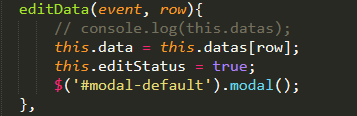 editData(event, row){
// console.log(this.datas);
this.data = this.datas[row];
this.editStatus = true;
$('#modal-default').modal();
},